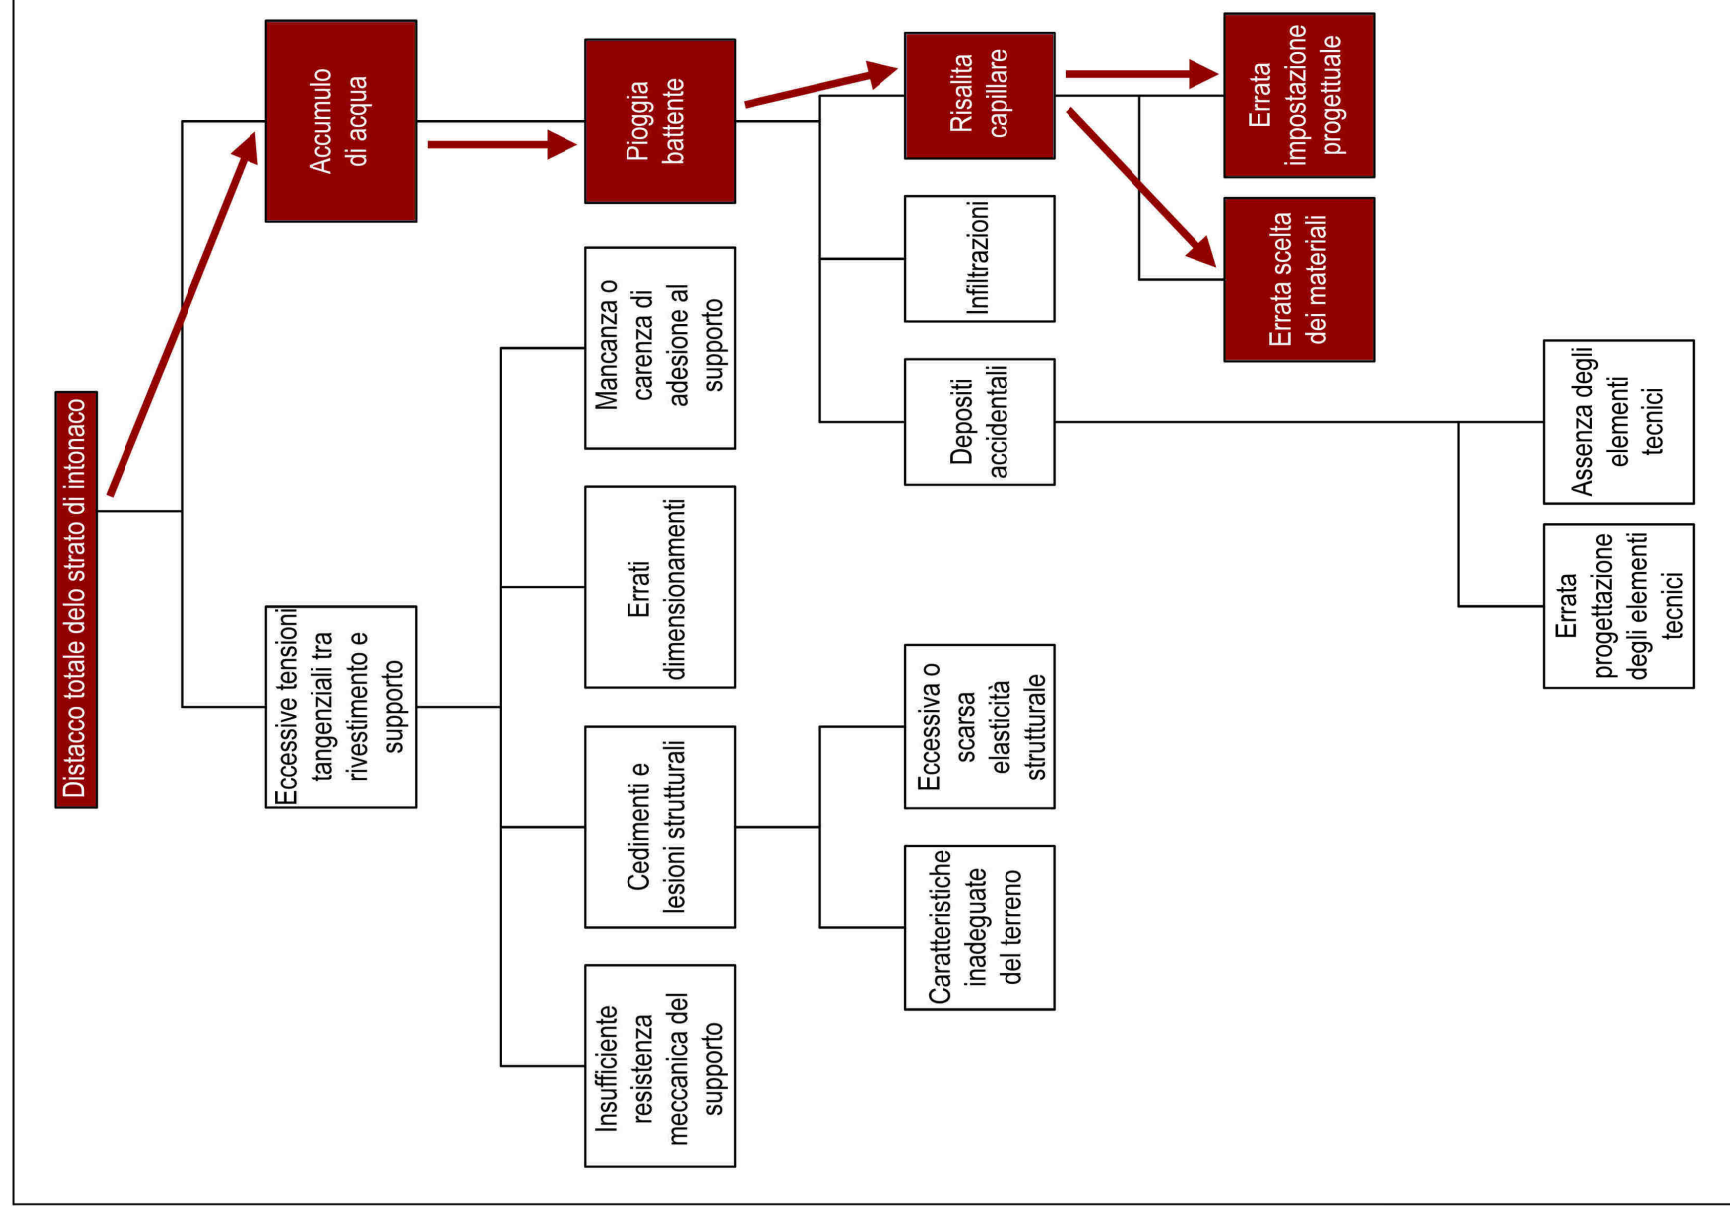 Distacco totale delo strato di intonaco
Eccessive tensioni
tangenziali tra
rivestimento e
supporto
Accumulo
di acqua
Insufficiente
resistenza
meccanica del
supporto
Cedimenti e
lesioni strutturali
Errati
dimensionamenti
Mancanza o
carenza di
adesione al
supporto
Pioggia
battente
Caratteristiche
inadeguate
del terreno
Eccessiva o
scarsa
elasticità
strutturale
Depositi
accidentali
Infiltrazioni
Risalita
capillare
Errata scelta
dei materiali
Errata
impostazione
progettuale
Errata
progettazione
degli elementi
tecnici
Assenza degli
elementi
tecnici